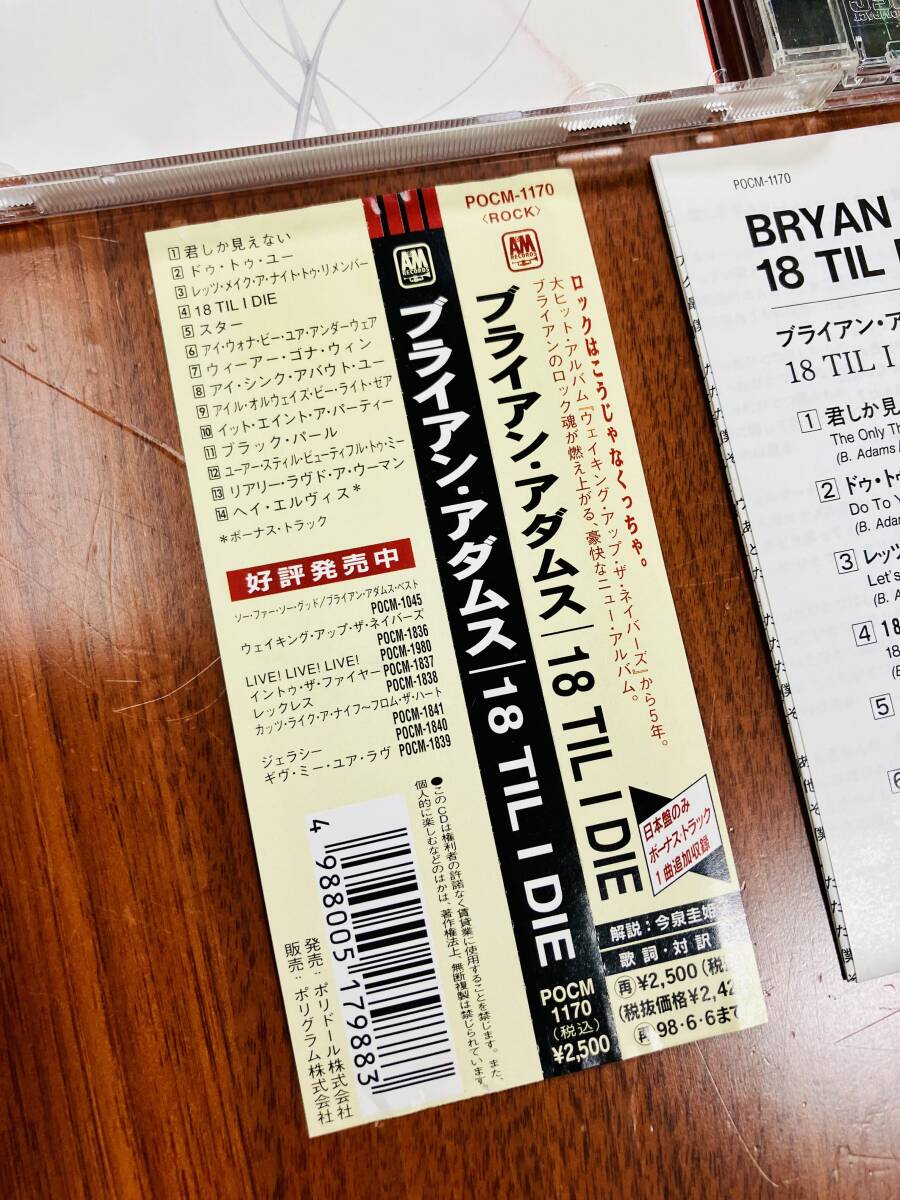 1 君しか見えない
2 ドゥ・トゥ・ユー
3 レッツ・メイク・ア・ナイト・トゥ・リメンバー
4 18 TIL I DIE
5 スター
6 アイ・ウォナ・ビー・ユア・アンダーウェア
7 ウィーアー・ゴナ・ウィン
8 アイ・シンク・アバウト・ユー
9 アイル・オルウェイズ・ビー・ライト・ゼア
10 イット・エイント・ア・パーティー
11 ブラック・パール
12 ユーアー・スティル・ビューティフル・トゥ・ミー
13 リアリー・ラヴド・ア・ウーマン
14 ヘイ・エルヴィス*
*ボーナス・トラック
好評発売中
ソー・ファー・ソー・グッド/ブライアン・アダムス・ベスト
POCM-1045
ウェイキング・アップ・ザ・ネイバーズ
POCM-1836
LIVE! LIVE! LIVE! POCM-1980
イントゥ・ザ・ファイヤー POCM-1837
レックレス POCM-1838
カッツ・ライク・ア・ナイフ〜フロム・ザ・ハート
POCM-1841
ジェラシー POCM-1840
ギヴ・ミー・ユア・ラヴ POCM-1839
4 988005 179883
発売:ポリドール株式会社
販売:ポリグラム株式会社
●このCDは権利者の許諾なく賃貸業に使用することを禁じます。また、
個人的に楽しむなどのほかは、著作権法上、無断複製は禁じられています。
A&M RECORDS
ブライアン・アダムス|18 TIL I DIE
POCM
1170
(税込)
¥2,500
POCM-1170
〈ROCK〉
A&M RECORDS
ブライアン・アダムス|18 TIL I DIE
ロックはこうじゃなくっちゃ。
大ヒット・アルバム『ウェイキング・アップ・ザ・ネイバーズ』から5年。
ブライアンのロック魂が燃え上がる、豪快なニュー・アルバム。
日本盤のみ
ボーナス・トラック
1曲追加収録
解説:今泉圭姫
歌詞・対訳
再¥2,500(税
(税抜価格¥2,42
再98・6・6まで
POCM-1170
BRYAN
18 TIL
ブライアン・ア
18 TIL I
1 君しか見
The Only Th
(B. Adams/
2 ドゥ・トゥ
Do To Y
(B. Adam
3 レッツ
Let's
(B. A
4 18
18
5
6